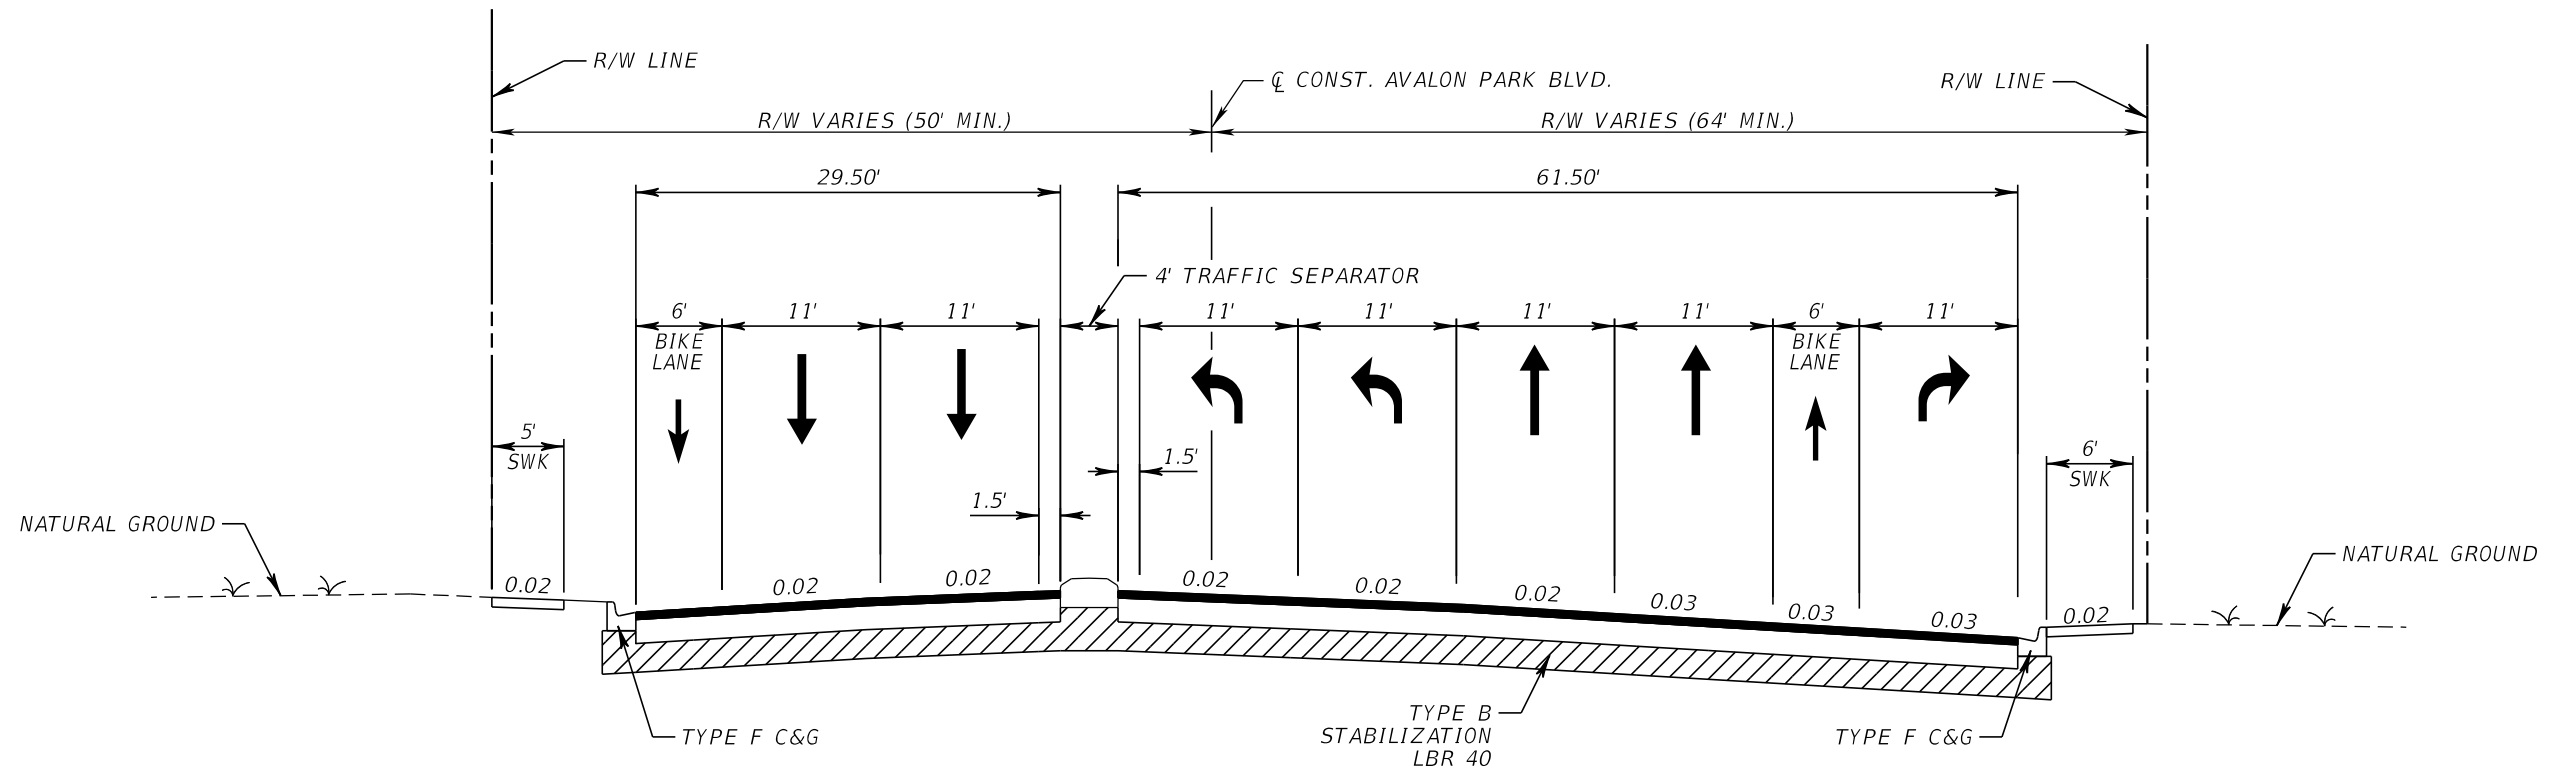 R/W LINE
℄ CONST. AVALON PARK BLVD.
R/W LINE
R/W VARIES (50' MIN.)
R/W VARIES (64' MIN.)
29.50'
61.50'
4' TRAFFIC SEPARATOR
6'
11'
11'
11'
11'
11'
11'
6'
11'
BIKE
LANE
BIKE
LANE
5'
SWK
1.5'
1.5'
6'
SWK
NATURAL GROUND
NATURAL GROUND
0.02
0.02
0.02
0.02
0.02
0.02
0.03
0.03
0.03
0.02
TYPE F C&G
TYPE B
STABILIZATION
LBR 40
TYPE F C&G